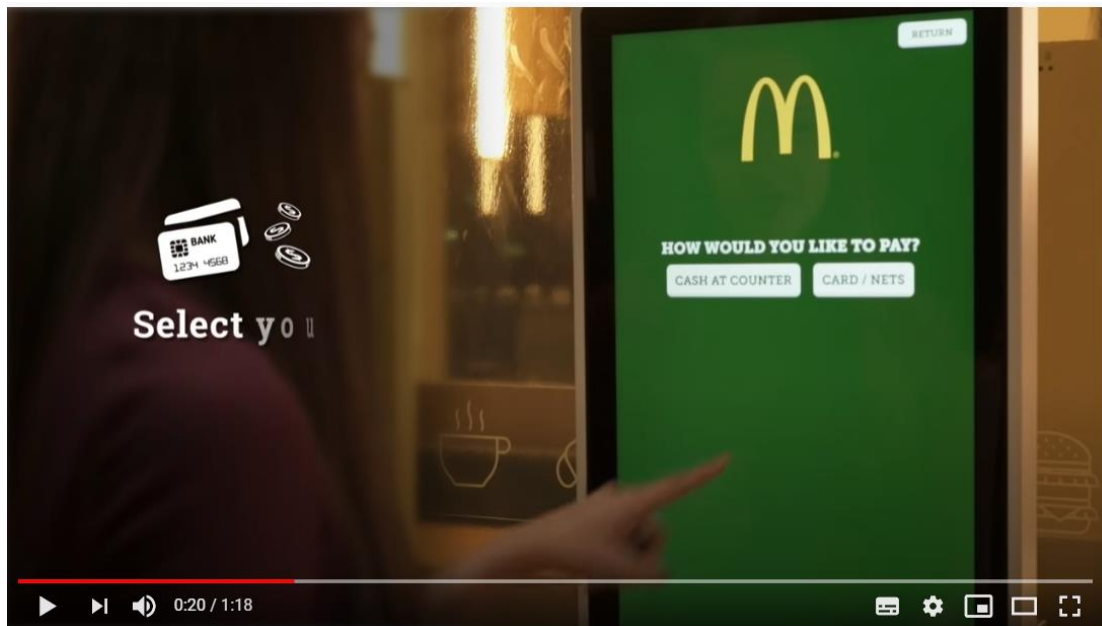 RETURN
M
HOW WOULD YOU LIKE TO PAY?
CASH AT COUNTER
CARD / NETS
BANK
1234 4568
Select you
0:20 / 1:18